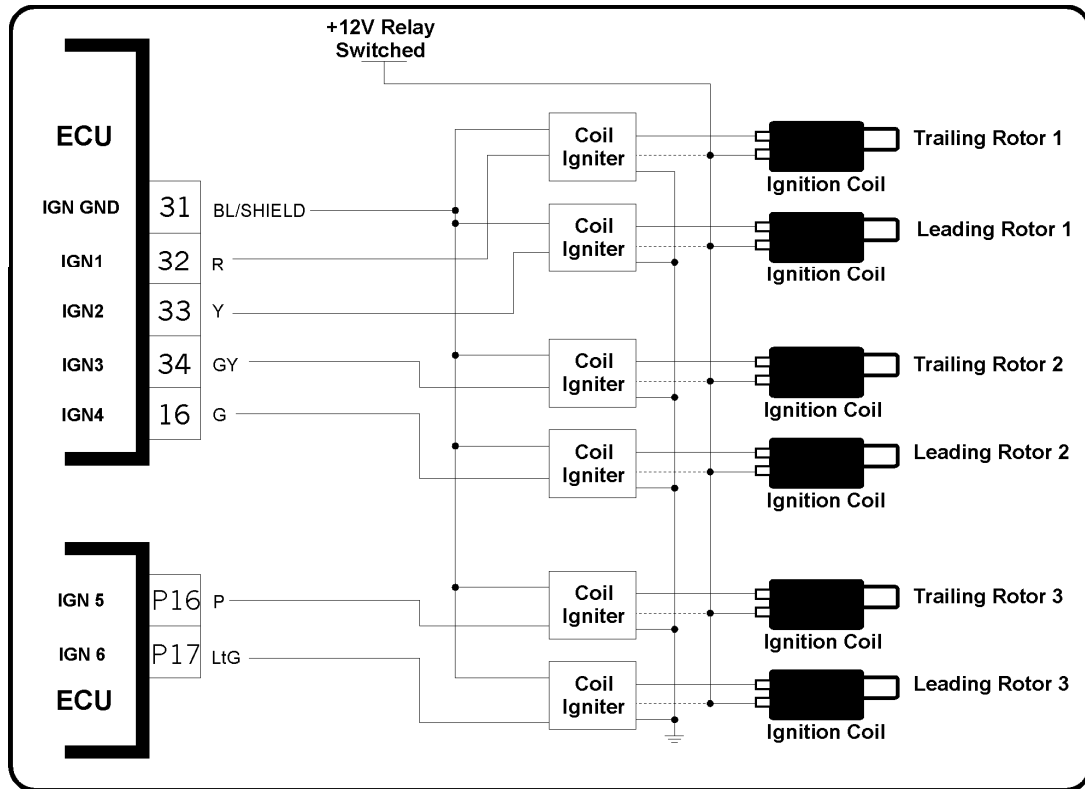 +12V Relay
Switched
ECU
IGN GND 31 BL/SHIELD
IGN1 32 R
IGN2 33 Y
IGN3 34 GY
IGN4 16 G
IGN 5 P16 P
IGN 6 P17 LtG
ECU
Coil
Igniter
Trailing Rotor 1
Ignition Coil
Coil
Igniter
Leading Rotor 1
Ignition Coil
Coil
Igniter
Trailing Rotor 2
Ignition Coil
Coil
Igniter
Leading Rotor 2
Ignition Coil
Coil
Igniter
Trailing Rotor 3
Ignition Coil
Coil
Igniter
Leading Rotor 3
Ignition Coil